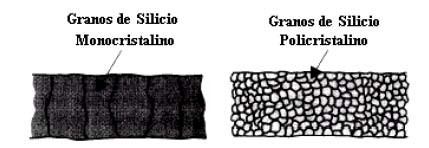 Granos de Silicio
Monocristalino
Granos de Silicio
Policristalino